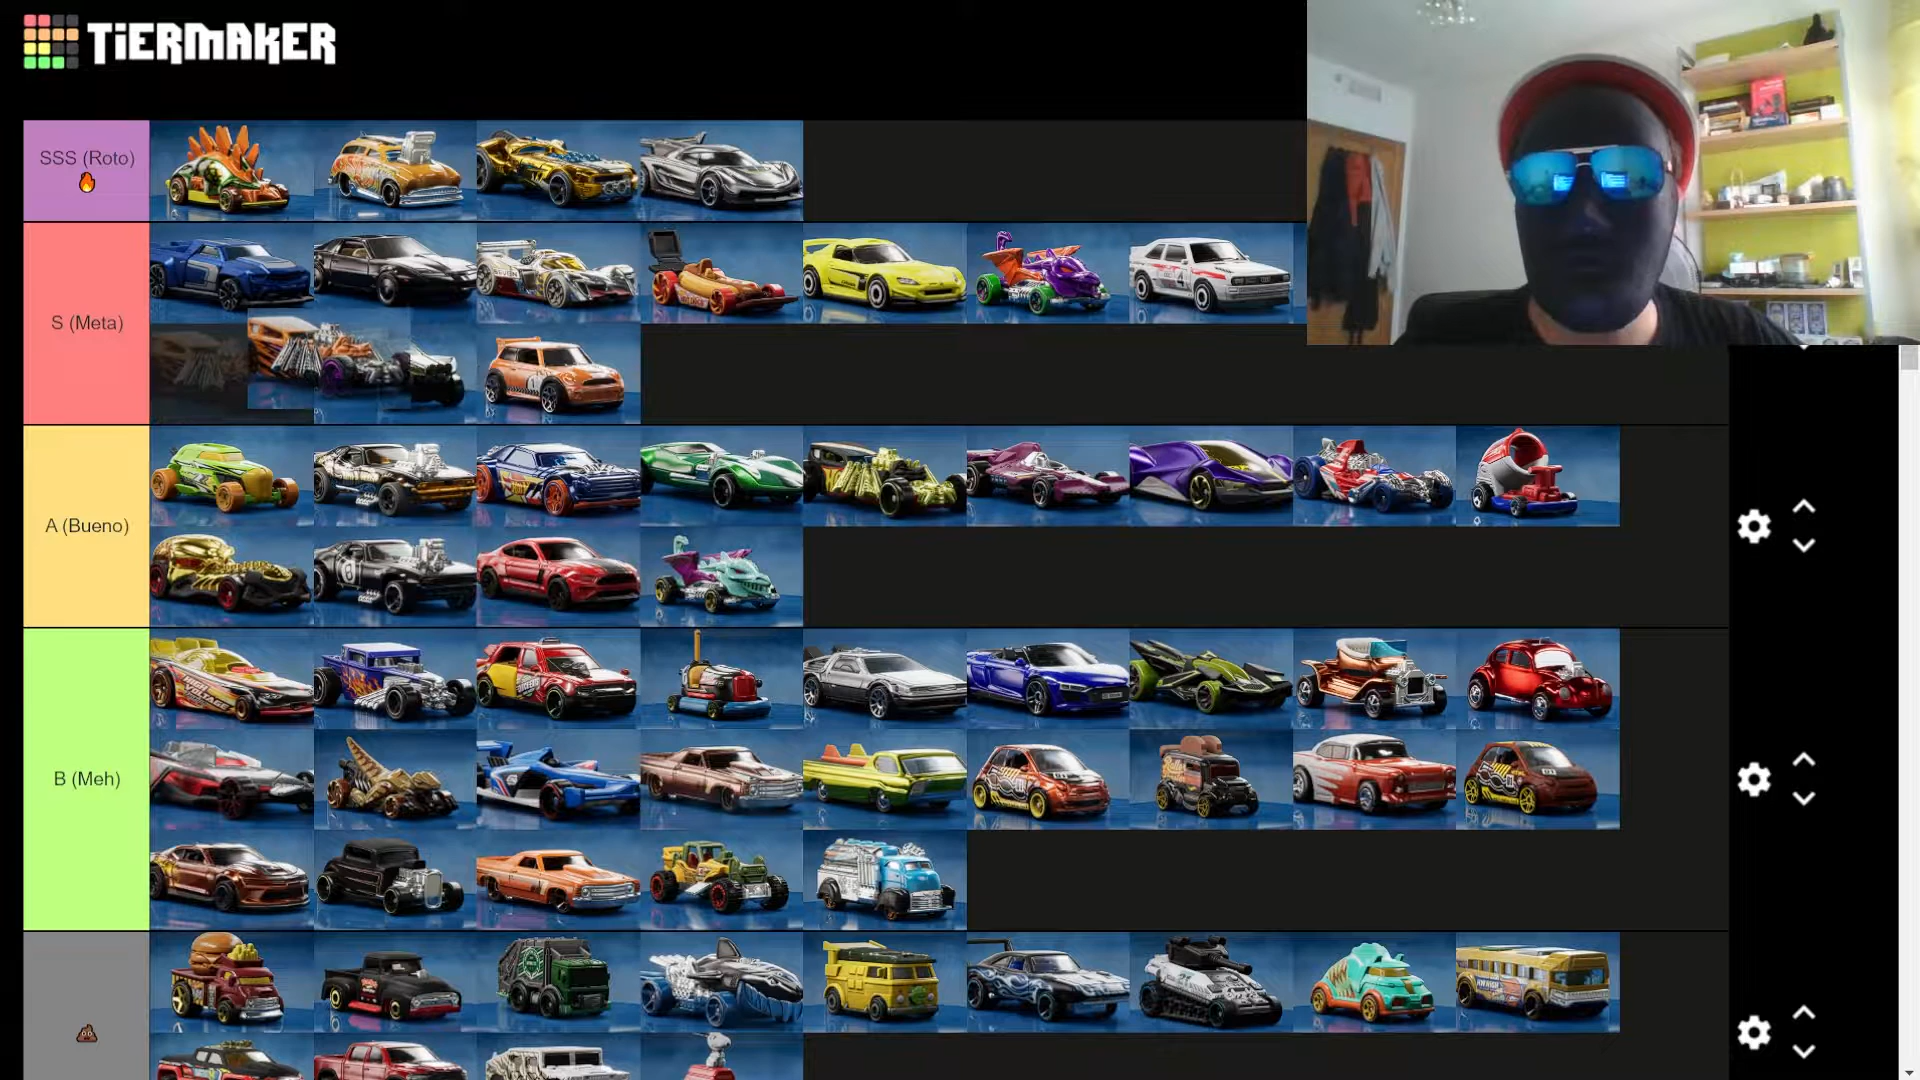 TiERMAKER
SSS (Roto)
🔥
S (Meta)
A (Bueno)
B (Meh)
💩